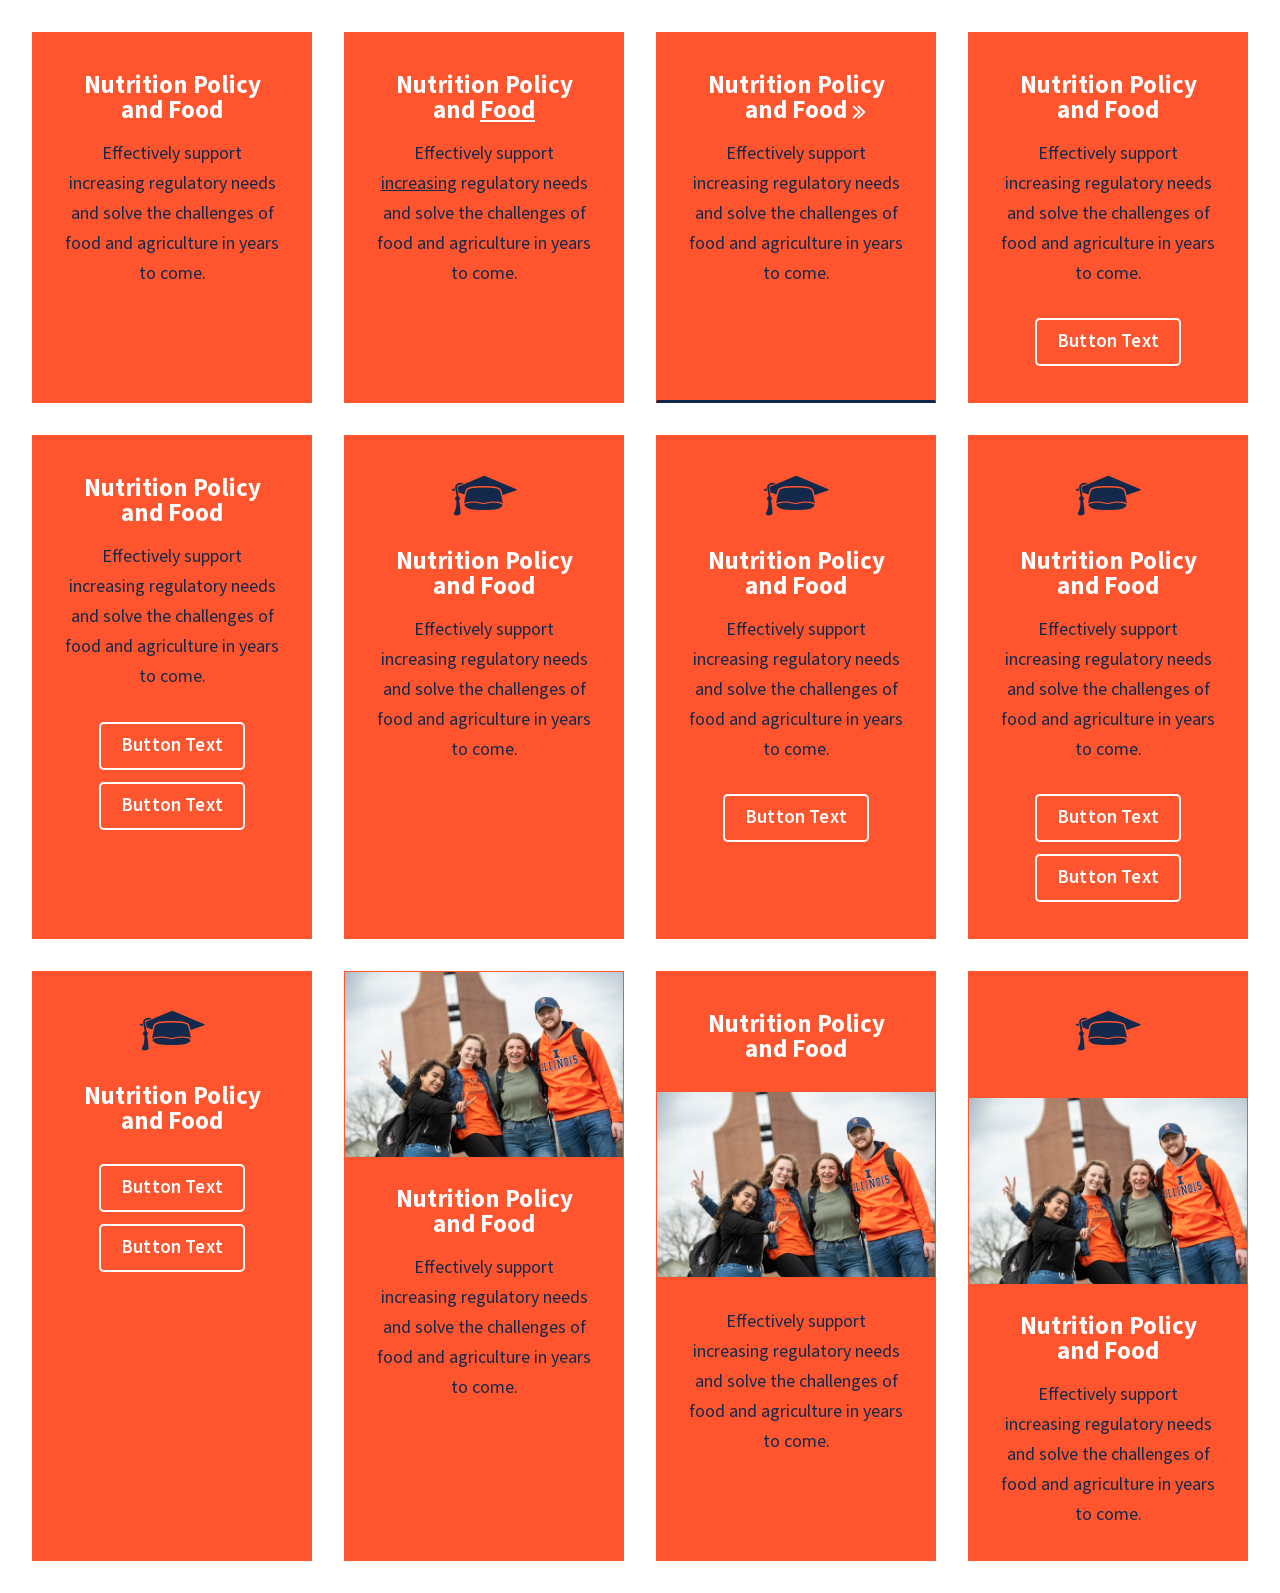 Nutrition Policy
and Food
Effectively support
increasing regulatory needs
and solve the challenges of
food and agriculture in years
to come.
Nutrition Policy
and Food
Effectively support
increasing regulatory needs
and solve the challenges of
food and agriculture in years
to come.
Nutrition Policy
and Food »
Effectively support
increasing regulatory needs
and solve the challenges of
food and agriculture in years
to come.
Nutrition Policy
and Food
Effectively support
increasing regulatory needs
and solve the challenges of
food and agriculture in years
to come.
Button Text
Nutrition Policy
and Food
Effectively support
increasing regulatory needs
and solve the challenges of
food and agriculture in years
to come.
Button Text
Button Text
Nutrition Policy
and Food
Effectively support
increasing regulatory needs
and solve the challenges of
food and agriculture in years
to come.
Nutrition Policy
and Food
Effectively support
increasing regulatory needs
and solve the challenges of
food and agriculture in years
to come.
Button Text
Nutrition Policy
and Food
Effectively support
increasing regulatory needs
and solve the challenges of
food and agriculture in years
to come.
Button Text
Button Text
Nutrition Policy
and Food
Button Text
Button Text
I
ILLINOIS
Nutrition Policy
and Food
Effectively support
increasing regulatory needs
and solve the challenges of
food and agriculture in years
to come.
Nutrition Policy
and Food
I
ILLINOIS
Effectively support
increasing regulatory needs
and solve the challenges of
food and agriculture in years
to come.
I
ILLINOIS
Nutrition Policy
and Food
Effectively support
increasing regulatory needs
and solve the challenges of
food and agriculture in years
to come.